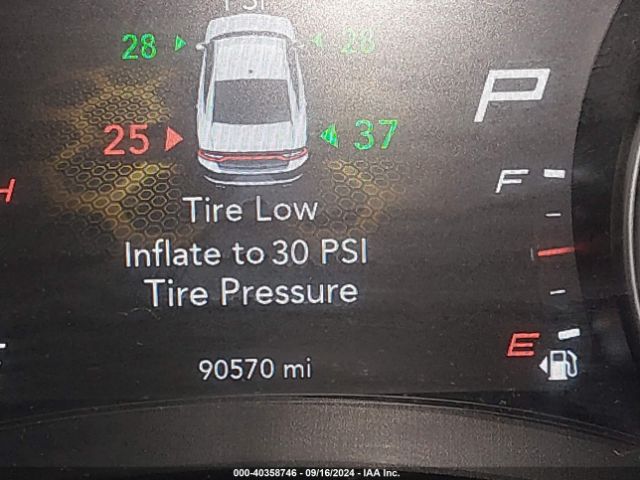 PSI
28 28
25 37
P
H
F
Tire Low
Inflate to 30 PSI
Tire Pressure
E
90570 mi
000-40358746 - 09/16/2024 - IAA Inc.